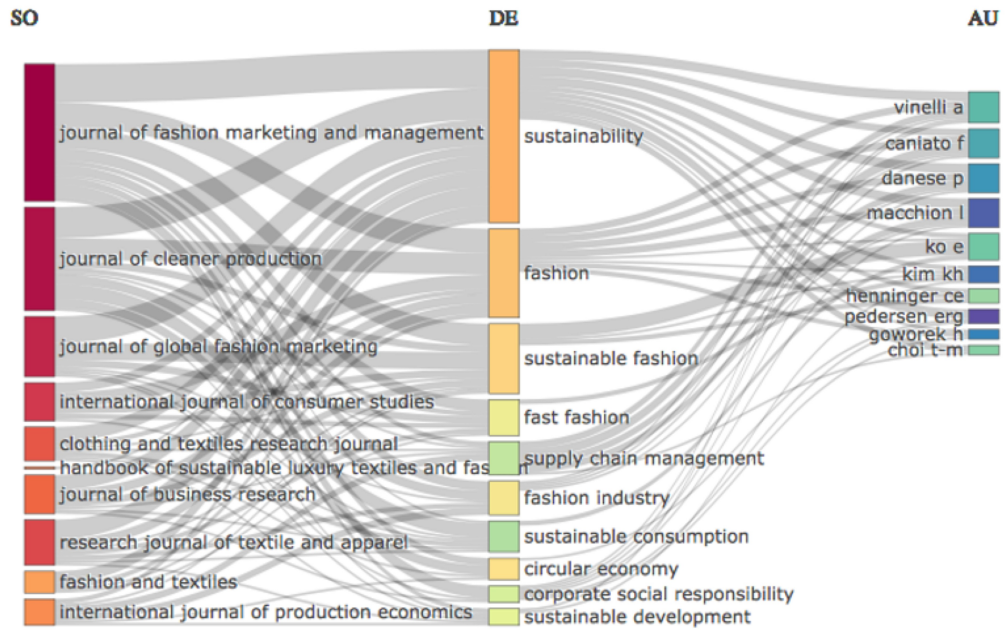 SO
DE
AU
journal of fashion marketing and management
journal of cleaner production
journal of global fashion marketing
international journal of consumer studies
clothing and textiles research journal
handbook of sustainable luxury textiles and fashion
journal of business research
research journal of textile and apparel
fashion and textiles
international journal of production economics
sustainability
fashion
sustainable fashion
fast fashion
supply chain management
fashion industry
sustainable consumption
circular economy
corporate social responsibility
sustainable development
vinelli a
caniato f
danese p
macchion l
ko e
kim kh
henninger ce
pedersen erg
goworek h
choi t-m